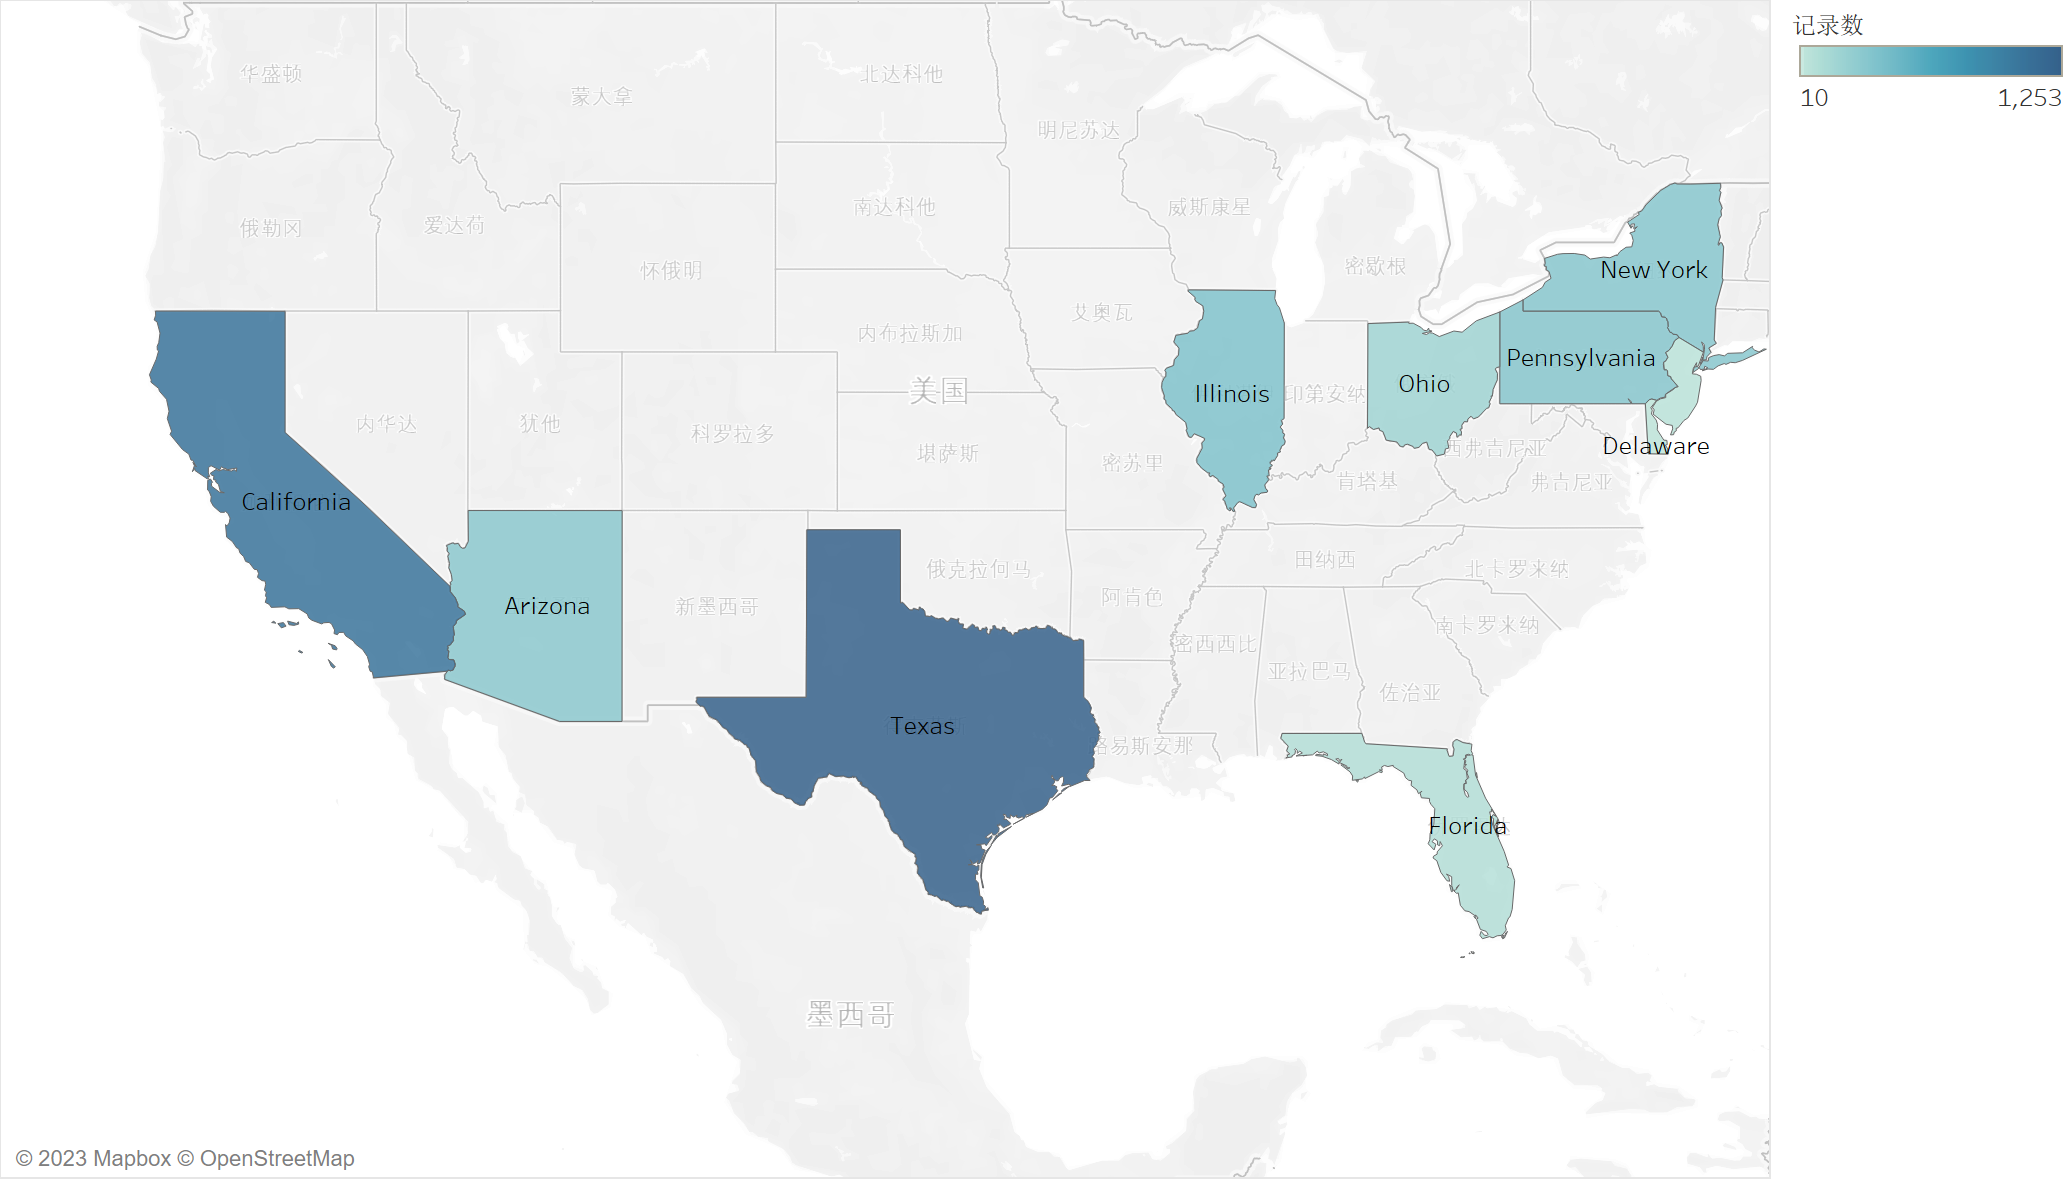 记录数
10
1,253
华盛顿
北达科他
蒙大拿
明尼苏达
南达科他
威斯康星
俄勒冈
爱达荷
怀俄明
密歇根
New York
艾奥瓦
内布拉斯加
Pennsylvania
美国
Illinois
印第安纳
Ohio
内华达
犹他
科罗拉多
堪萨斯
密苏里
西弗吉尼亚
Delaware
肯塔基
弗吉尼亚
California
田纳西
北卡罗来纳
俄克拉何马
阿肯色
Arizona
新墨西哥
南卡罗来纳
密西西比
亚拉巴马
佐治亚
Texas
路易斯安那
Florida
墨西哥
© 2023 Mapbox © OpenStreetMap